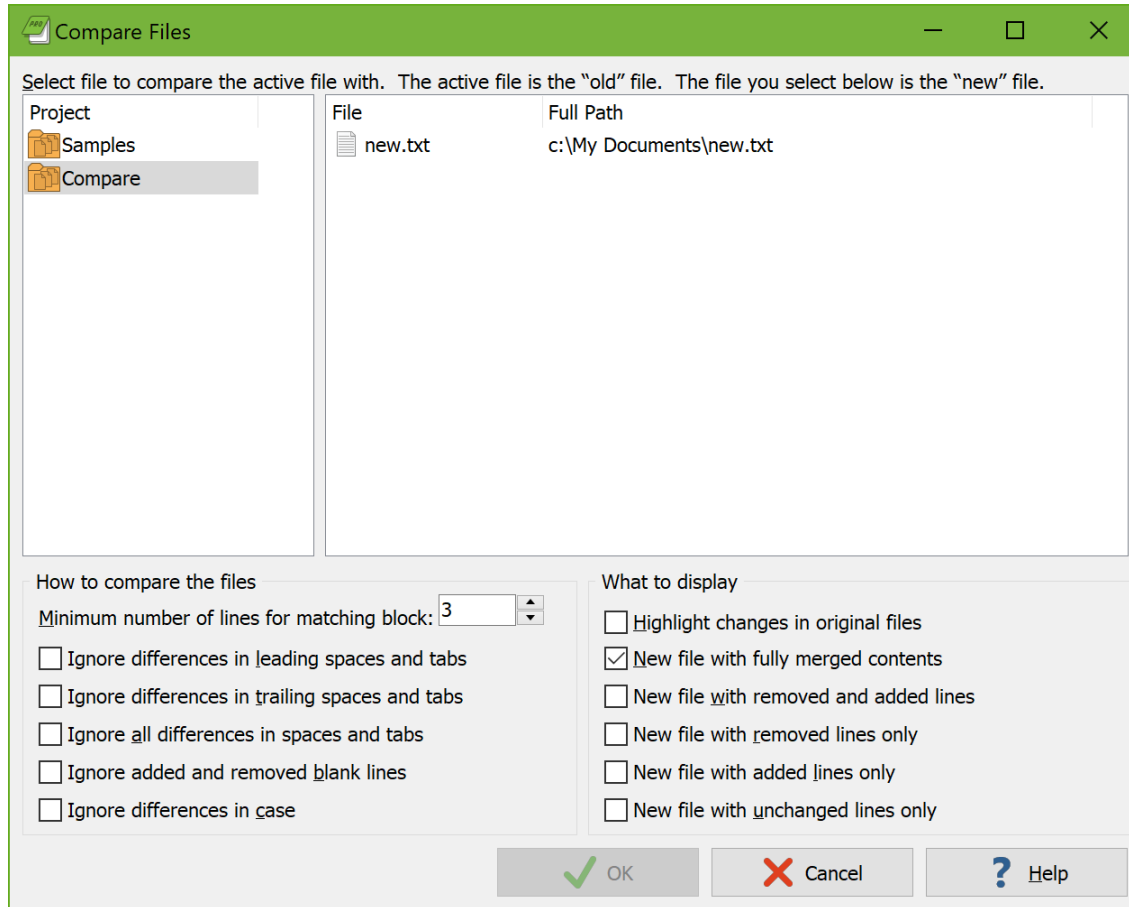 Compare Files
Select file to compare the active file with. The active file is the “old” file. The file you select below is the “new” file.
Project
Samples
Compare
File Full Path
new.txt c:\My Documents\new.txt
How to compare the files
Minimum number of lines for matching block: 3
Ignore differences in leading spaces and tabs
Ignore differences in trailing spaces and tabs
Ignore all differences in spaces and tabs
Ignore added and removed blank lines
Ignore differences in case
What to display
Highlight changes in original files
New file with fully merged contents
New file with removed and added lines
New file with removed lines only
New file with added lines only
New file with unchanged lines only
OK Cancel ? Help